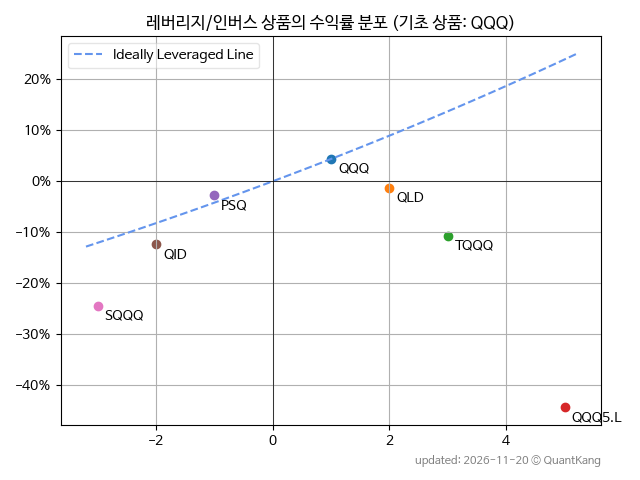 레버리지/인버스 상품의 수익률 분포 (기초 상품: QQQ)
Ideally Leveraged Line
20%
10%
0%
−10%
−20%
−30%
−40%
QQQ
QLD
PSQ
TQQQ
QID
SQQQ
QQQ5.L
−2
0
2
4
updated: 2026-11-20 © QuantKang